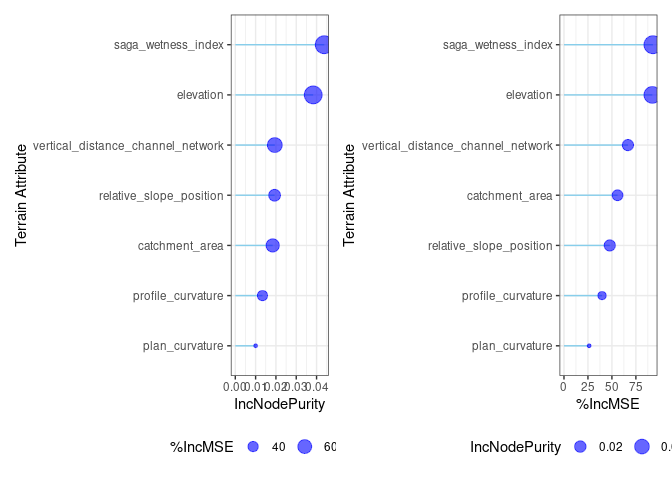 saga_wetness_index
elevation
vertical_distance_channel_network
relative_slope_position
catchment_area
profile_curvature
plan_curvature
Terrain Attribute
0.00 0.01 0.02 0.03 0.04
IncNodePurity
%IncMSE 40 60
saga_wetness_index
elevation
vertical_distance_channel_network
catchment_area
relative_slope_position
profile_curvature
plan_curvature
Terrain Attribute
0 25 50 75
%IncMSE
IncNodePurity 0.02